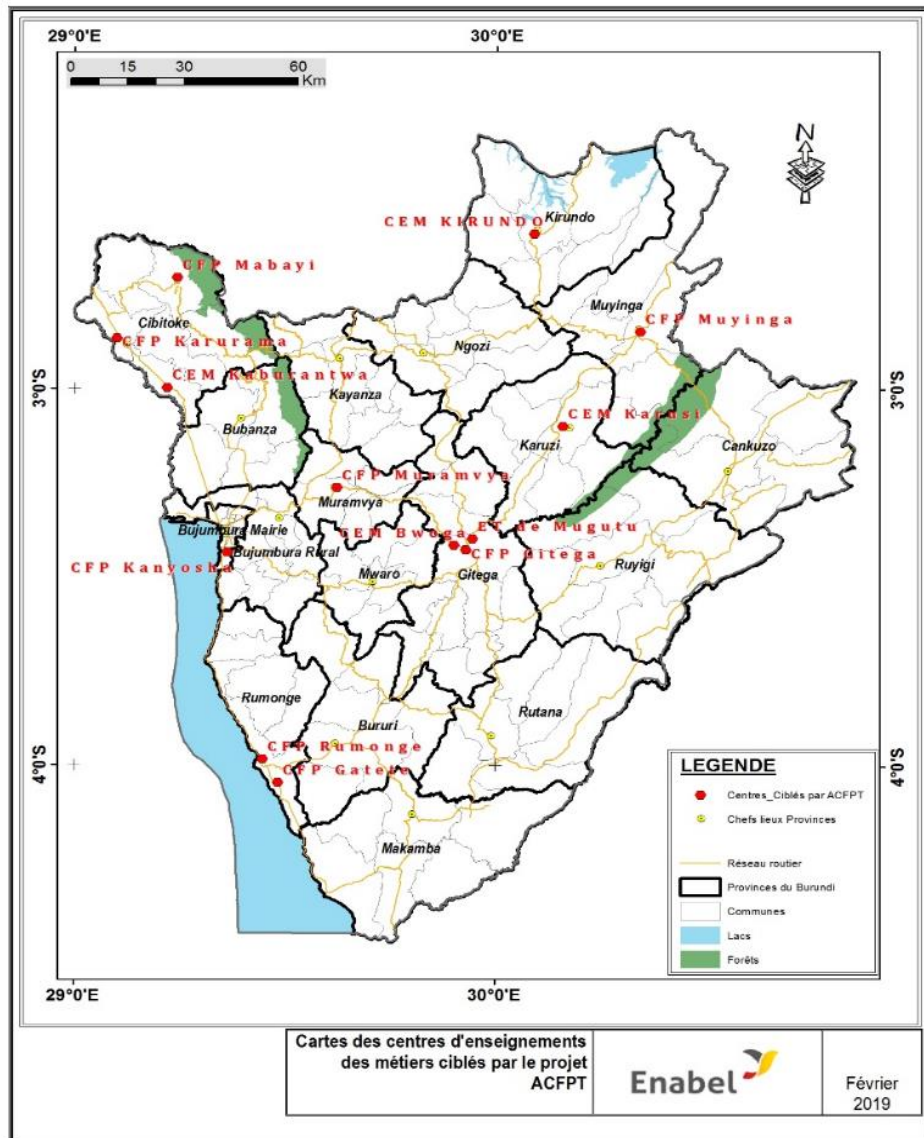 29°0'E 30°0'E
0 15 30 60
Km
N
CEM KIRUNDO
Kirundo
CFP Mabayi
Muyinga
CFP Muyinga
Cibitoke
CFP Karurama
Ngozi
CEM Kaburantwa
3°S 3°0'S
Kayanza
CEM Karusi
Bubanza
Karuzi
Cankuzo
CFP Muramvya
Muramvya
Bujumbura Mairie
CEM Bwoga
ET de Mugutu
CFP Gitega
Bujumbura Rural
CFP Kanyosha
Mwaro
Gitega
Ruyigi
Rumonge
Bururi
Rutana
CFP Rumonge
CFP Gatete
4°0'S 4°0'S
Makamba
LEGENDE
Centres_Ciblés par ACFPT
Chefs lieux Provinces
Réseau routier
Provinces du Burundi
Communes
Lacs
Forêts
29°0'E 30°0'E
Cartes des centres d'enseignements
des métiers ciblés par le projet
ACFPT
Enabel
Février
2019